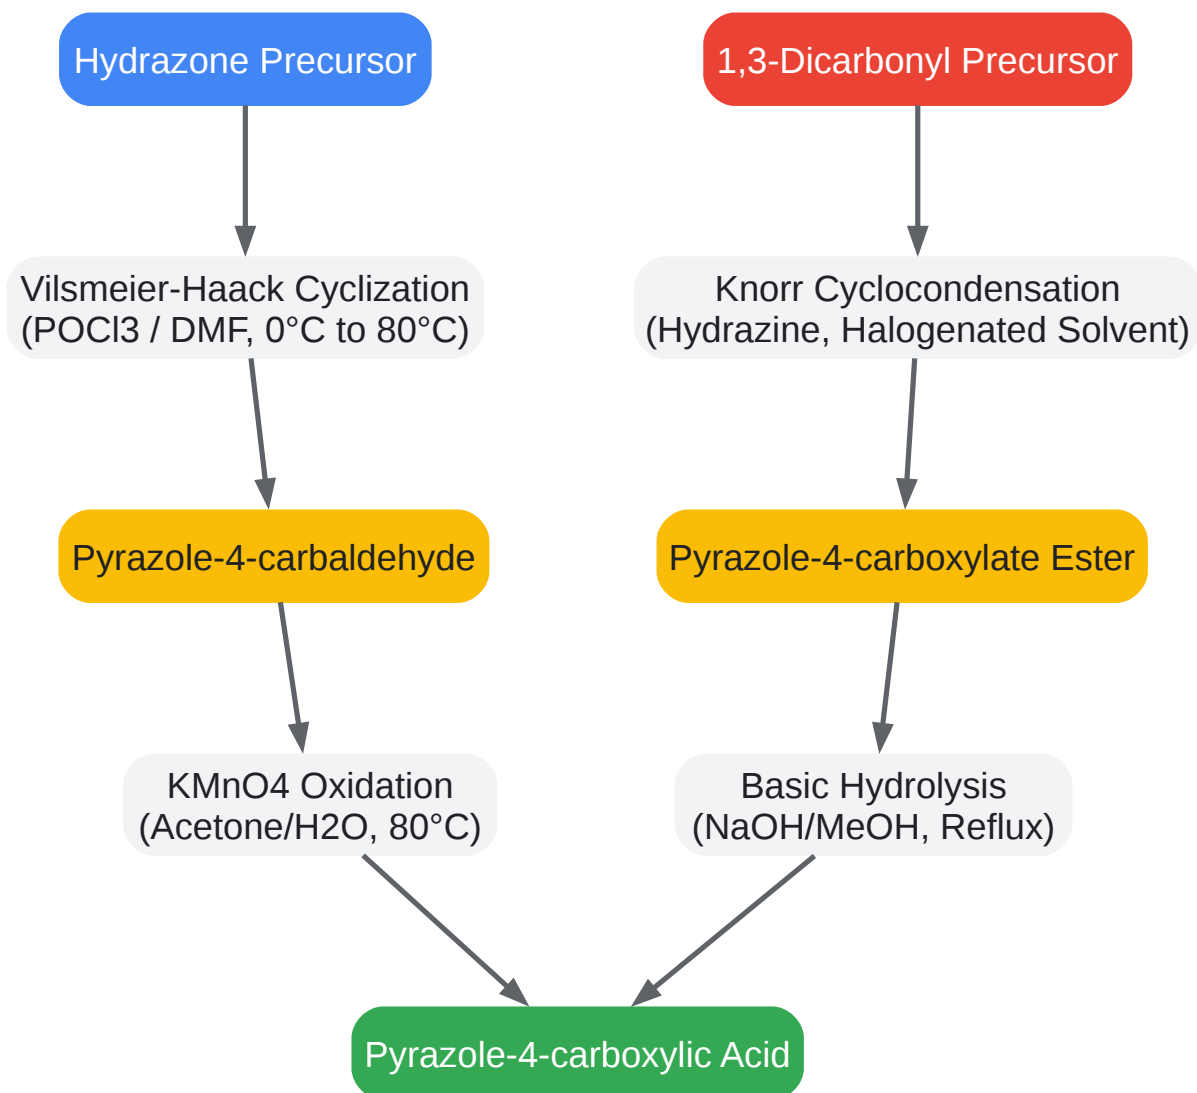 Hydrazone Precursor
1,3-Dicarbonyl Precursor
Vilsmeier-Haack Cyclization
(POCl3 / DMF, 0°C to 80°C)
Knorr Cyclocondensation
(Hydrazine, Halogenated Solvent)
Pyrazole-4-carbaldehyde
Pyrazole-4-carboxylate Ester
KMnO4 Oxidation
(Acetone/H2O, 80°C)
Basic Hydrolysis
(NaOH/MeOH, Reflux)
Pyrazole-4-carboxylic Acid